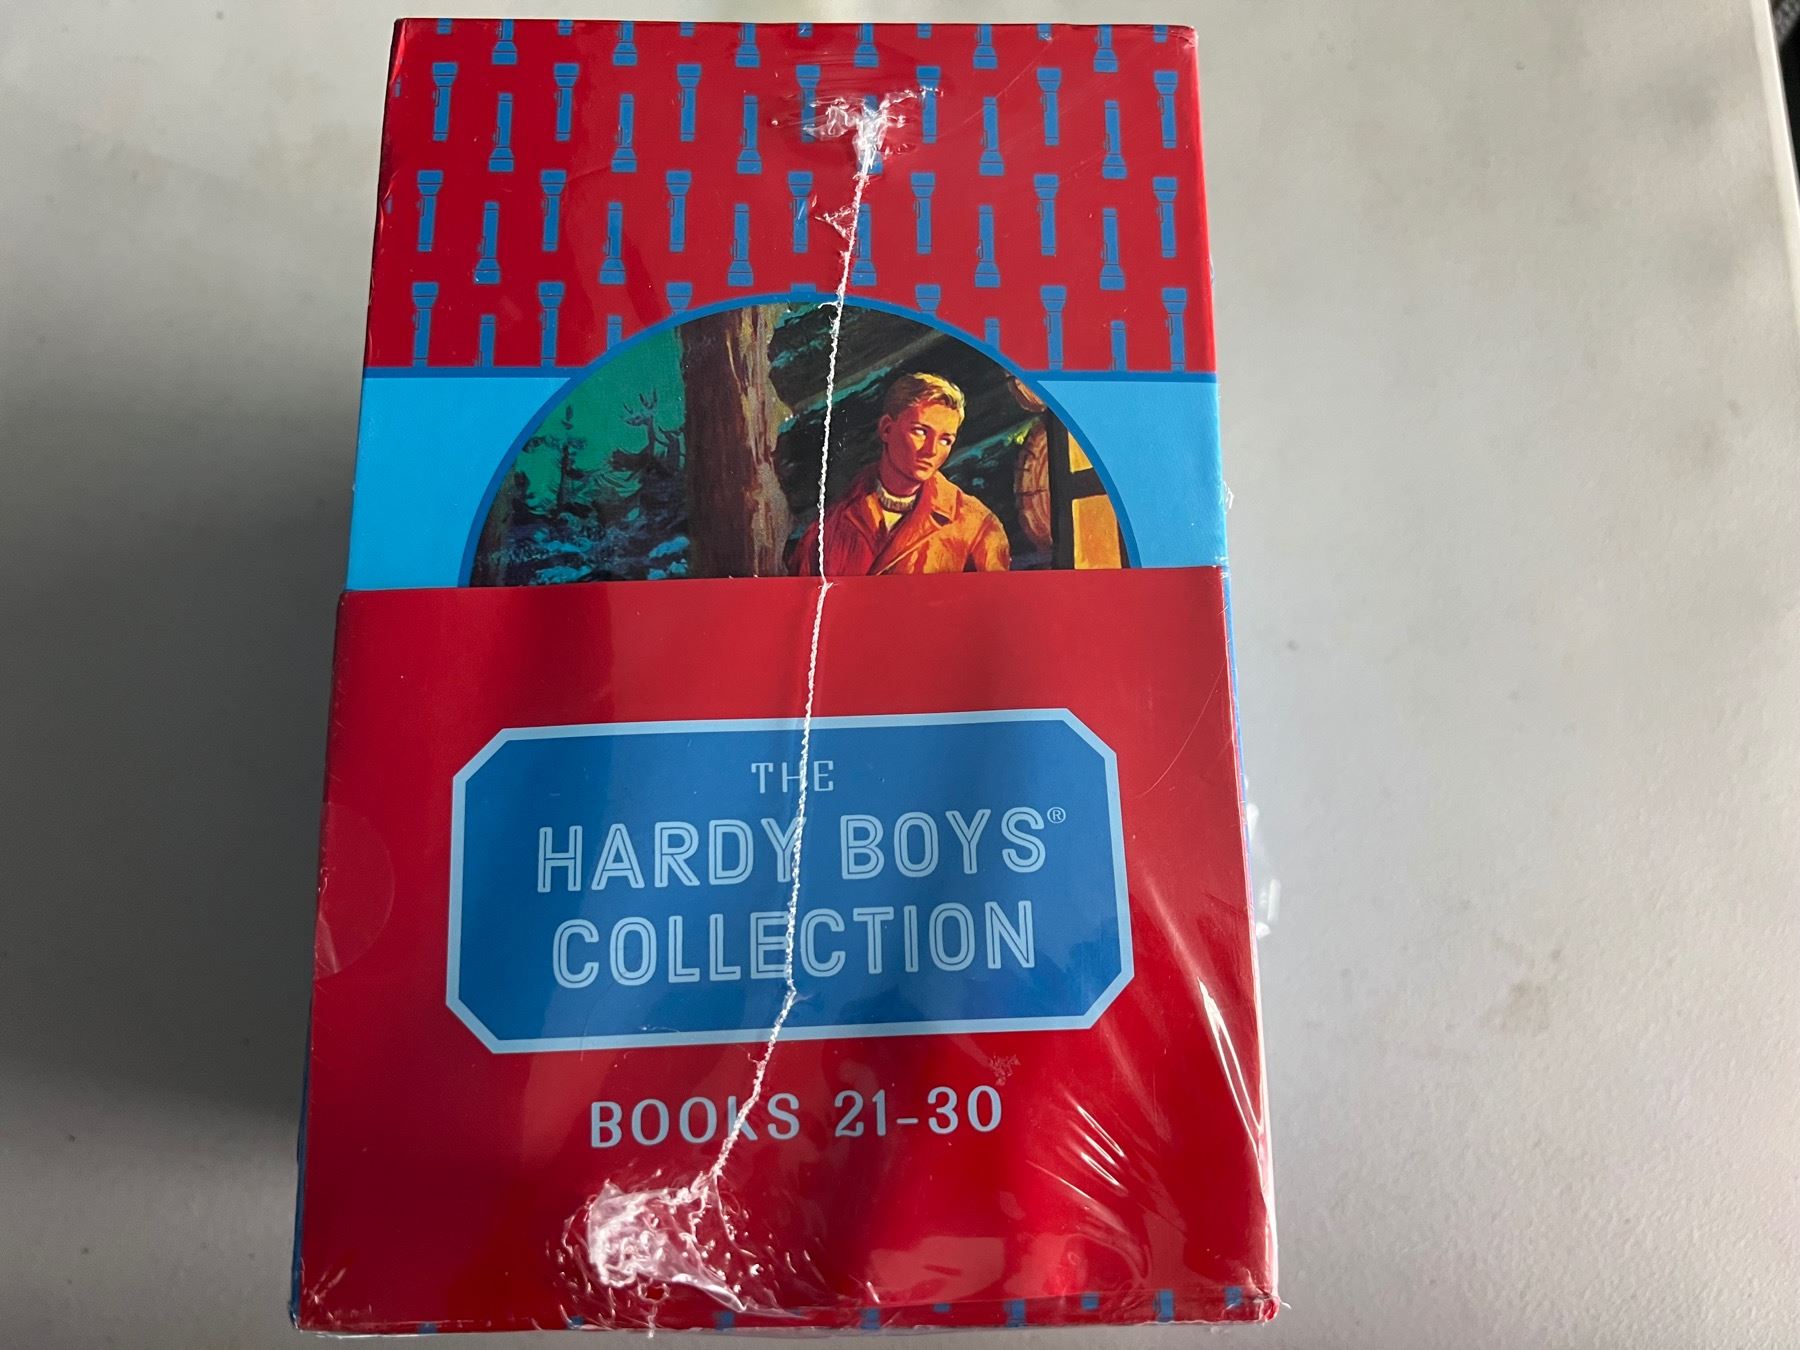 THE
HARDY BOYS®
COLLECTION
BOOKS 21-30